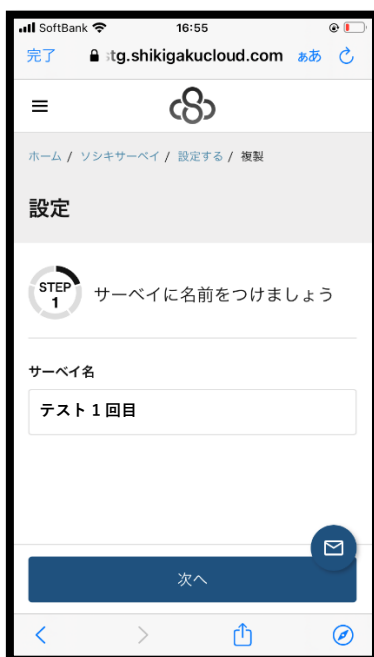 SoftBank 16:55
完了 tg.shikigakucloud.com ああ
ホーム / ソシキサーベイ / 設定する / 複製
設定
STEP
1
サーベイに名前をつけましょう
サーベイ名
テスト 1 回目
次へ